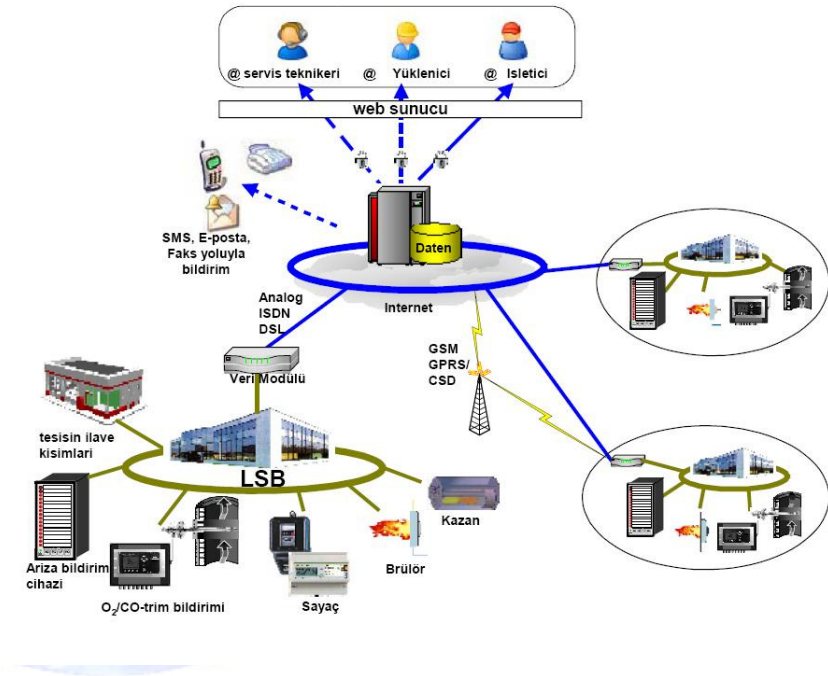 @ servis teknikeri @ Yüklenici @ Isletici
web sunucu
SMS, E-posta,
Faks yoluyla
bildirim
Daten
Internet
Analog
ISDN
DSL
Veri Modülü
GSM
GPRS/
CSD
tesisin ilave
kisimlari
LSB
Ariza bildirim
cihazi
O2/CO-trim bildirimi
Sayaç
Brülör
Kazan